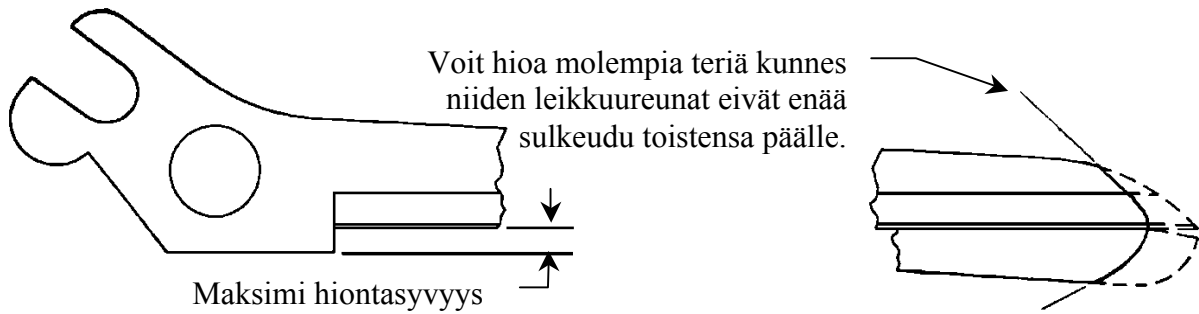 Voit hioa molempia teriä kunnes
niiden leikkuureunat eivät enää
sulkeudu toistensa päälle.
Maksimi hiontasyvyys